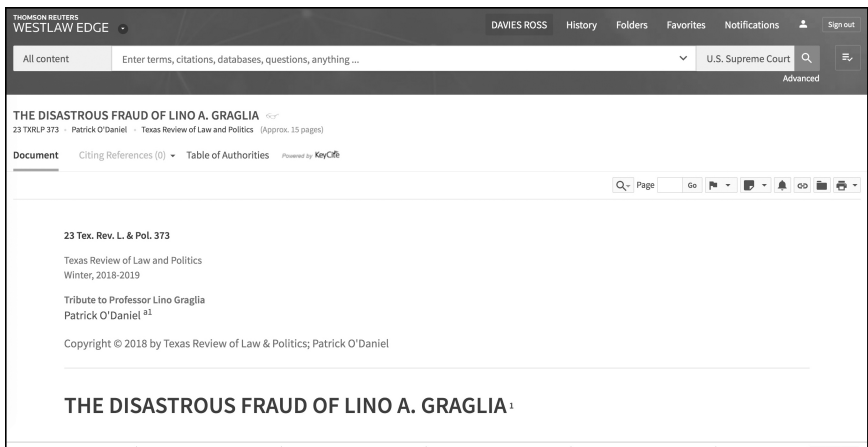 THOMSON REUTERS
WESTLAW EDGE
DAVIES ROSS History Folders Favorites Notifications Sign out
All content Enter terms, citations, databases, questions, anything ... U.S. Supreme Court
Advanced
THE DISASTROUS FRAUD OF LINO A. GRAGLIA
23 TXRLP 373 - Patrick O'Daniel - Texas Review of Law and Politics (Approx. 15 pages)
Document Citing References (0) Table of Authorities Powered by KeyCite
Page Go
23 Tex. Rev. L. & Pol. 373
Texas Review of Law and Politics
Winter, 2018-2019
Tribute to Professor Lino Graglia
Patrick O'Daniel a1
Copyright © 2018 by Texas Review of Law & Politics; Patrick O'Daniel
THE DISASTROUS FRAUD OF LINO A. GRAGLIA 1